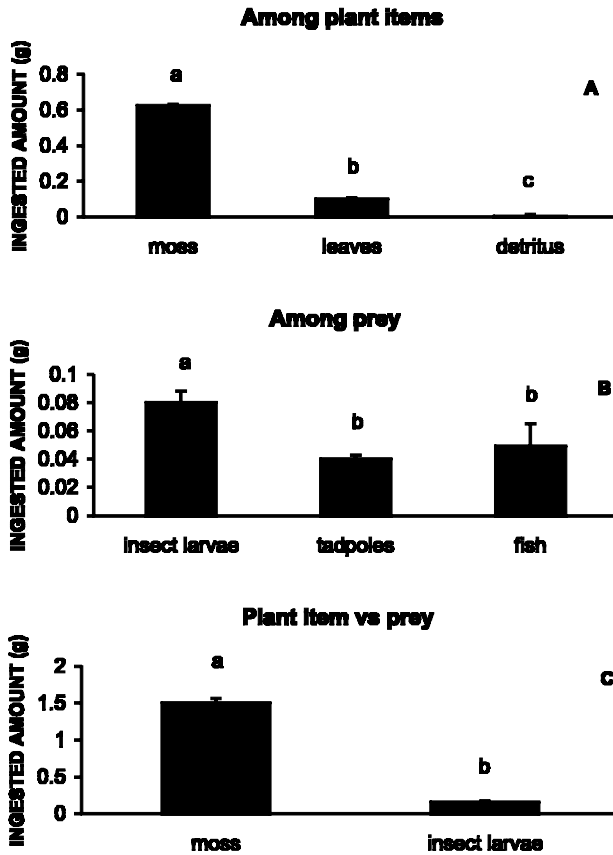 Among plant items
a
A
INGESTED AMOUNT (g)
0.8
0.6
0.4
0.2
0
b
c
moss leaves detritus
Among prey
a
B
INGESTED AMOUNT (g)
0.1
0.08
0.06
0.04
0.02
0
b
b
insect larvae tadpoles fish
Plant item vs prey
a
C
INGESTED AMOUNT (g)
2
1.5
1
0.5
0
b
moss insect larvae